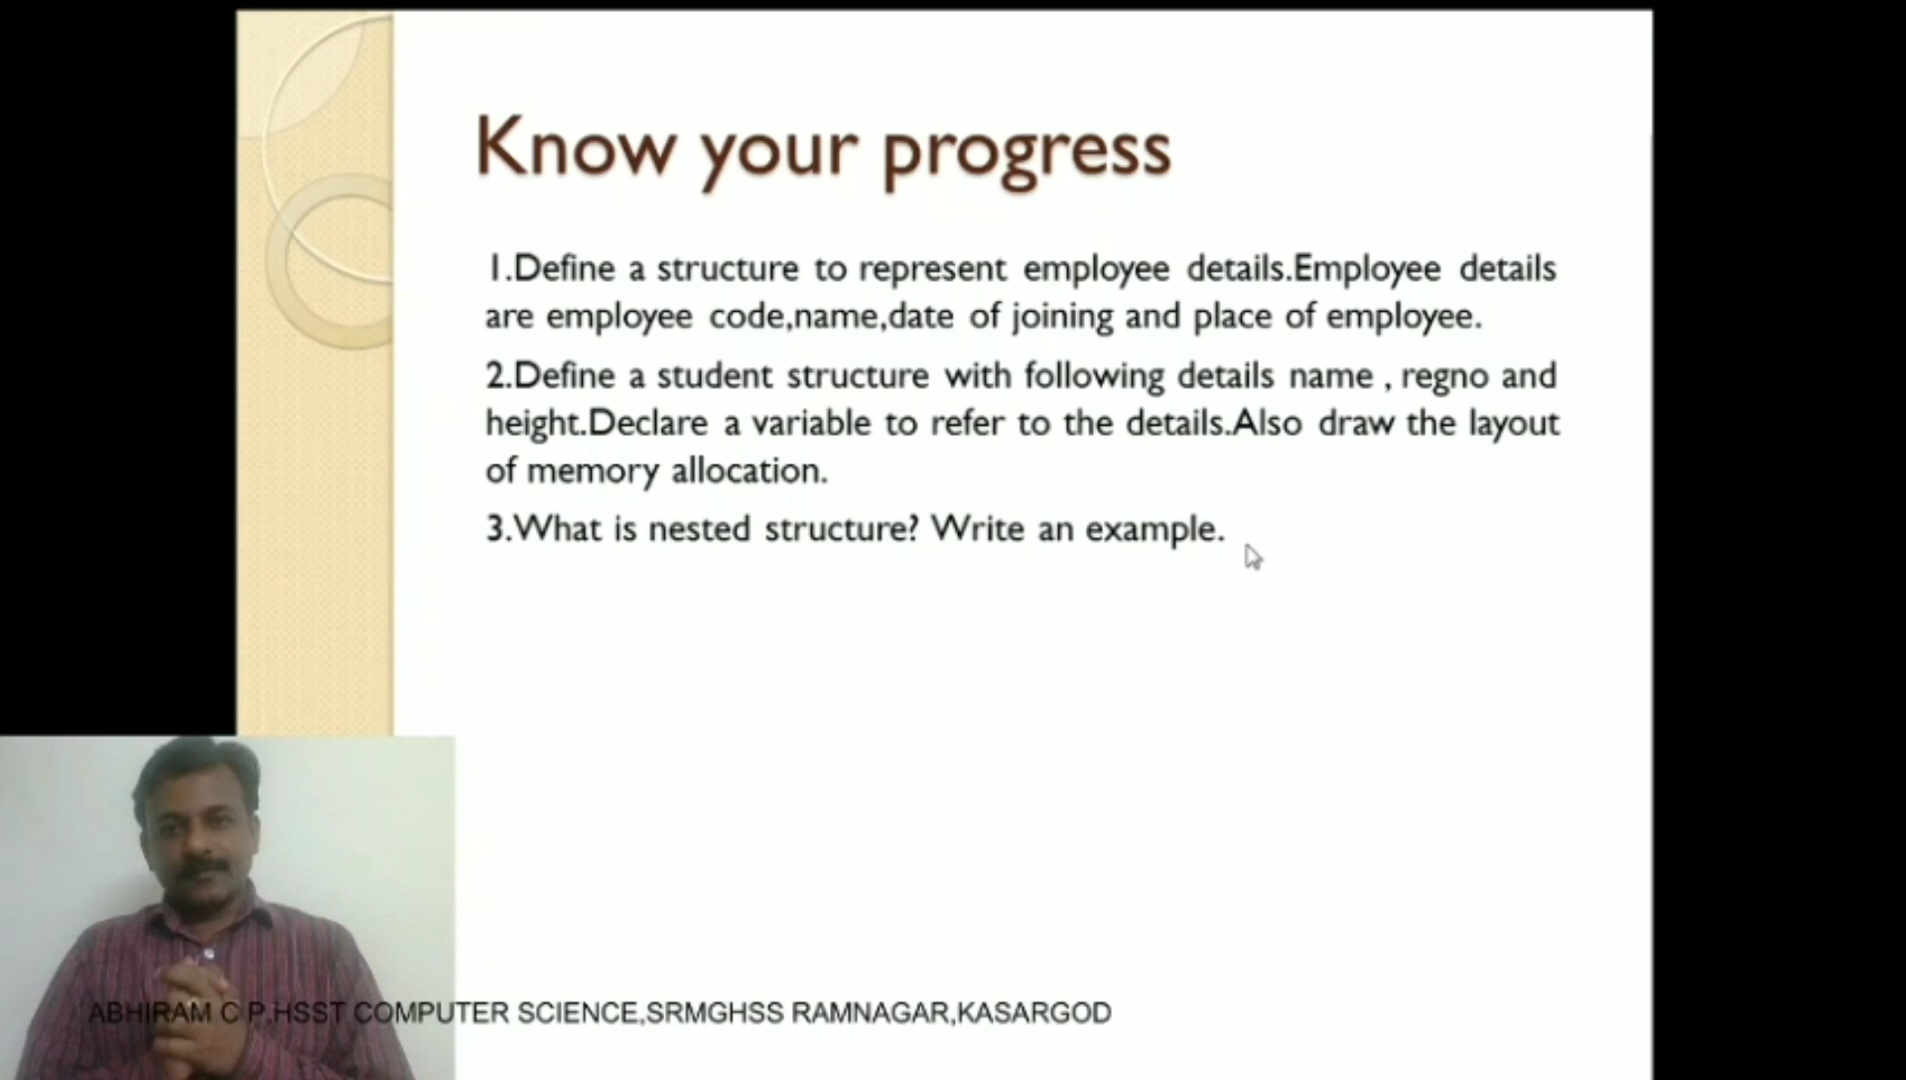 Know your progress
1.Define a structure to represent employee details.Employee details
are employee code,name,date of joining and place of employee.
2.Define a student structure with following details name , regno and
height.Declare a variable to refer to the details.Also draw the layout
of memory allocation.
3.What is nested structure? Write an example.
ABHIRAM C P,HSST COMPUTER SCIENCE,SRMGHSS RAMNAGAR,KASARGOD